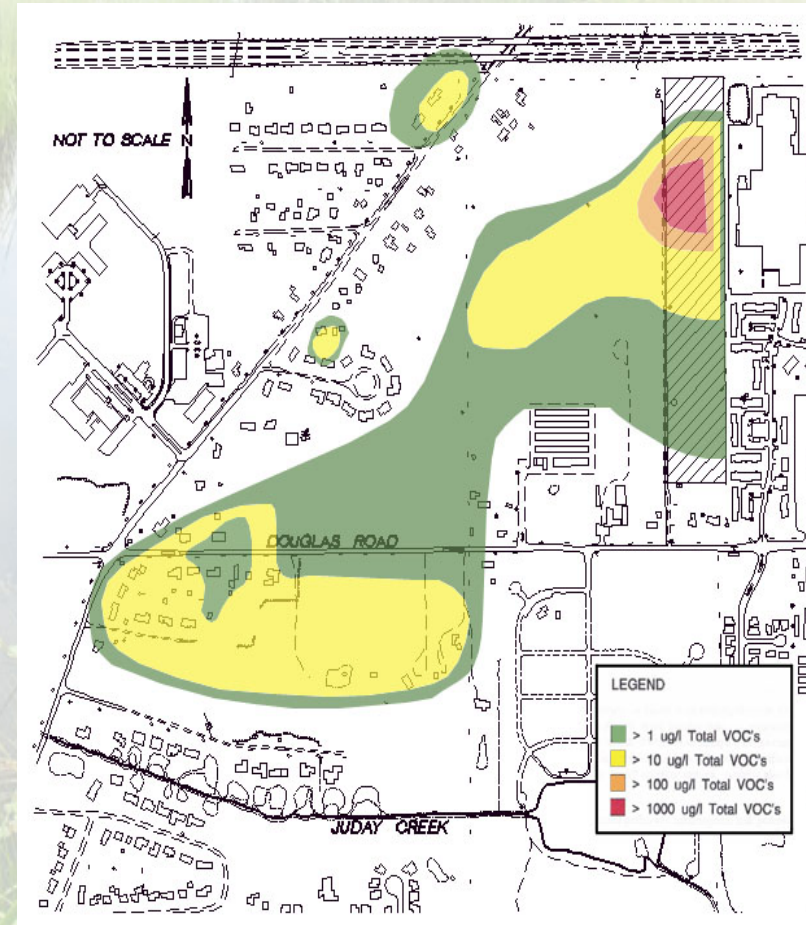 NOT TO SCALE N
DOUGLAS ROAD
LEGEND
> 1 ug/l Total VOC's
> 10 ug/l Total VOC's
> 100 ug/l Total VOC's
> 1000 ug/l Total VOC's
JUDAY CREEK